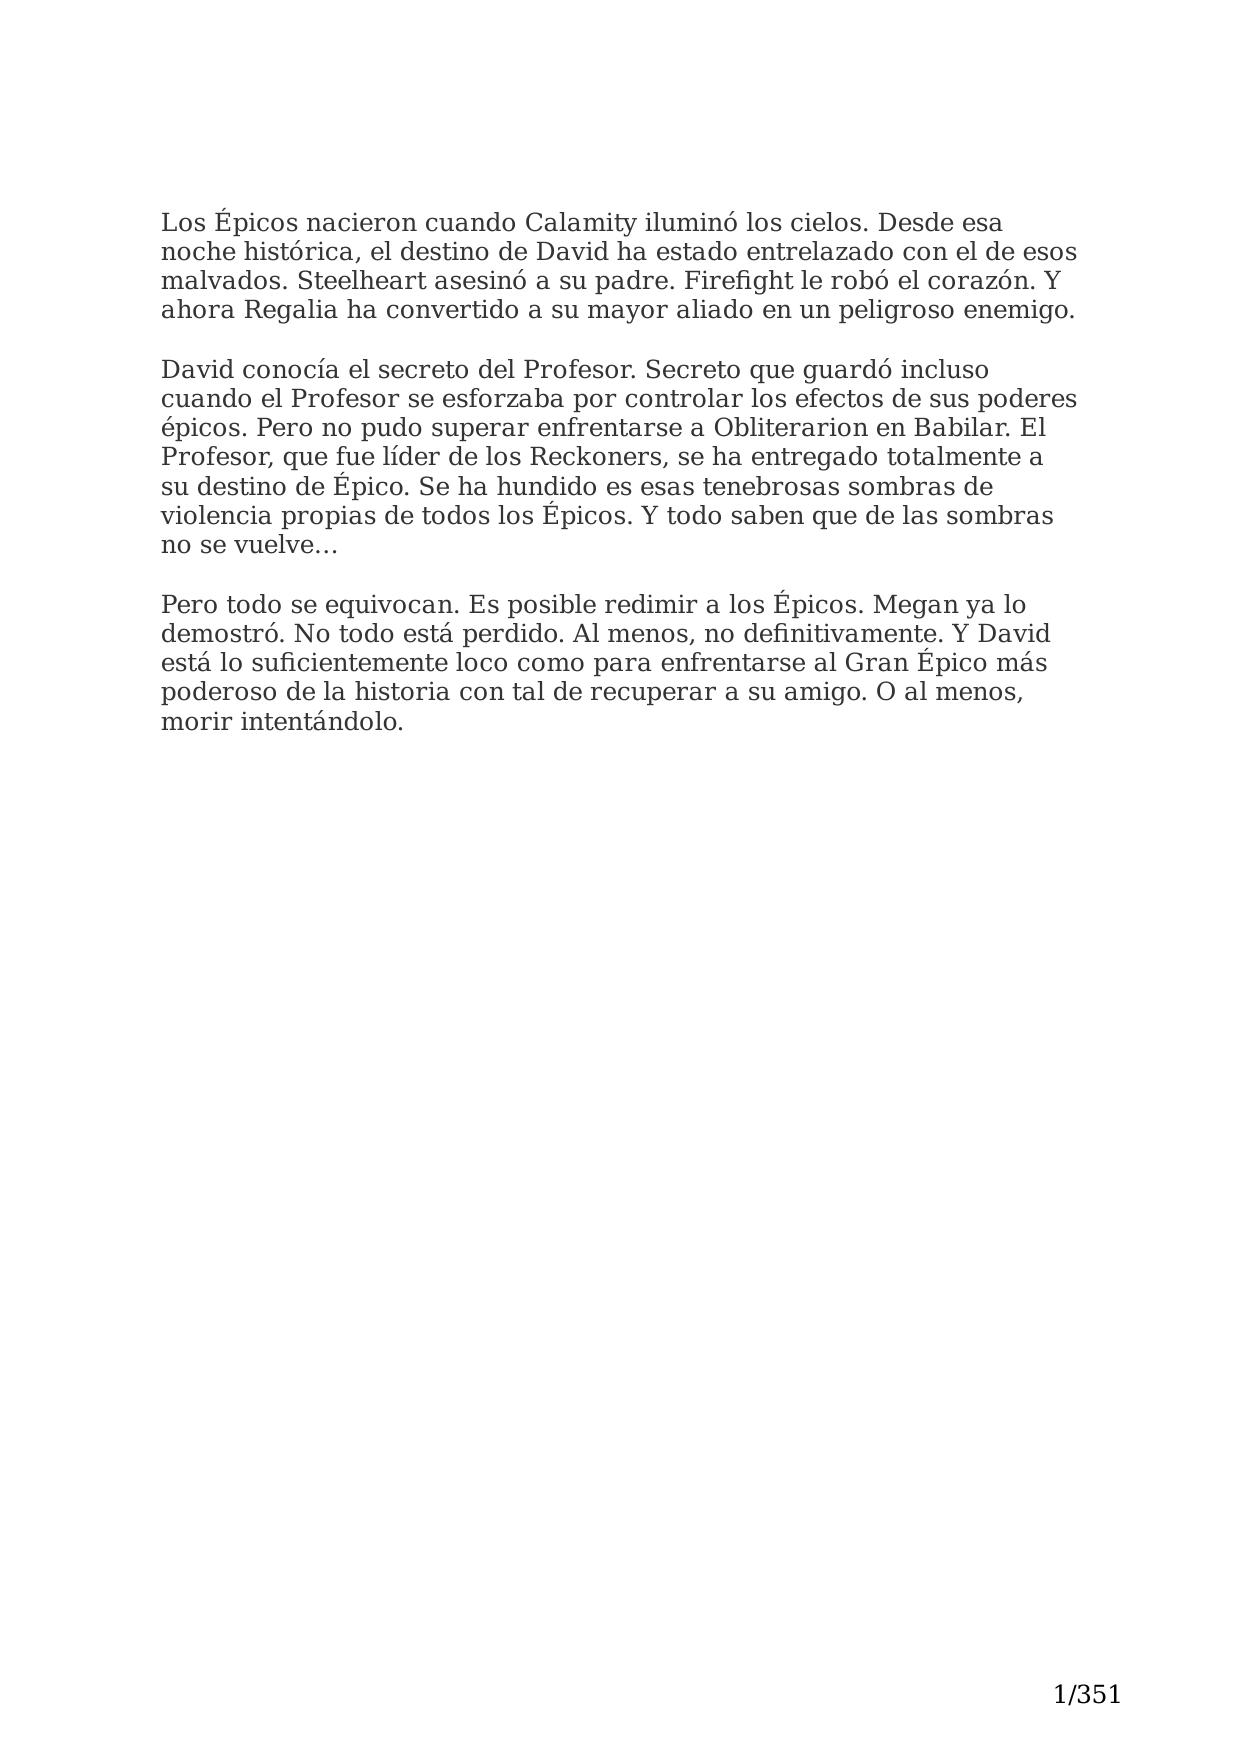 Los Épicos nacieron cuando Calamity iluminó los cielos. Desde esa
noche histórica, el destino de David ha estado entrelazado con el de esos
malvados. Steelheart asesinó a su padre. Firefight le robó el corazón. Y
ahora Regalia ha convertido a su mayor aliado en un peligroso enemigo.
David conocía el secreto del Profesor. Secreto que guardó incluso
cuando el Profesor se esforzaba por controlar los efectos de sus poderes
épicos. Pero no pudo superar enfrentarse a Obliterarion en Babilar. El
Profesor, que fue líder de los Reckoners, se ha entregado totalmente a
su destino de Épico. Se ha hundido es esas tenebrosas sombras de
violencia propias de todos los Épicos. Y todo saben que de las sombras
no se vuelve…
Pero todo se equivocan. Es posible redimir a los Épicos. Megan ya lo
demostró. No todo está perdido. Al menos, no definitivamente. Y David
está lo suficientemente loco como para enfrentarse al Gran Épico más
poderoso de la historia con tal de recuperar a su amigo. O al menos,
morir intentándolo.
1/351